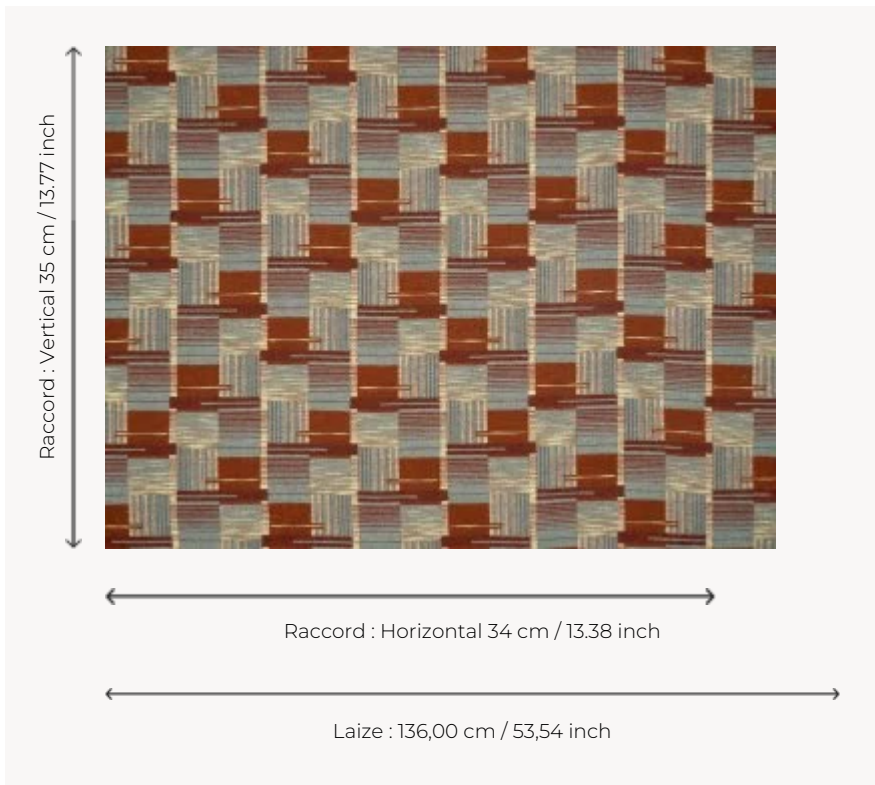 Raccord : Vertical 35 cm / 13.77 inch
Raccord : Horizontal 34 cm / 13.38 inch
Laize : 136,00 cm / 53,54 inch